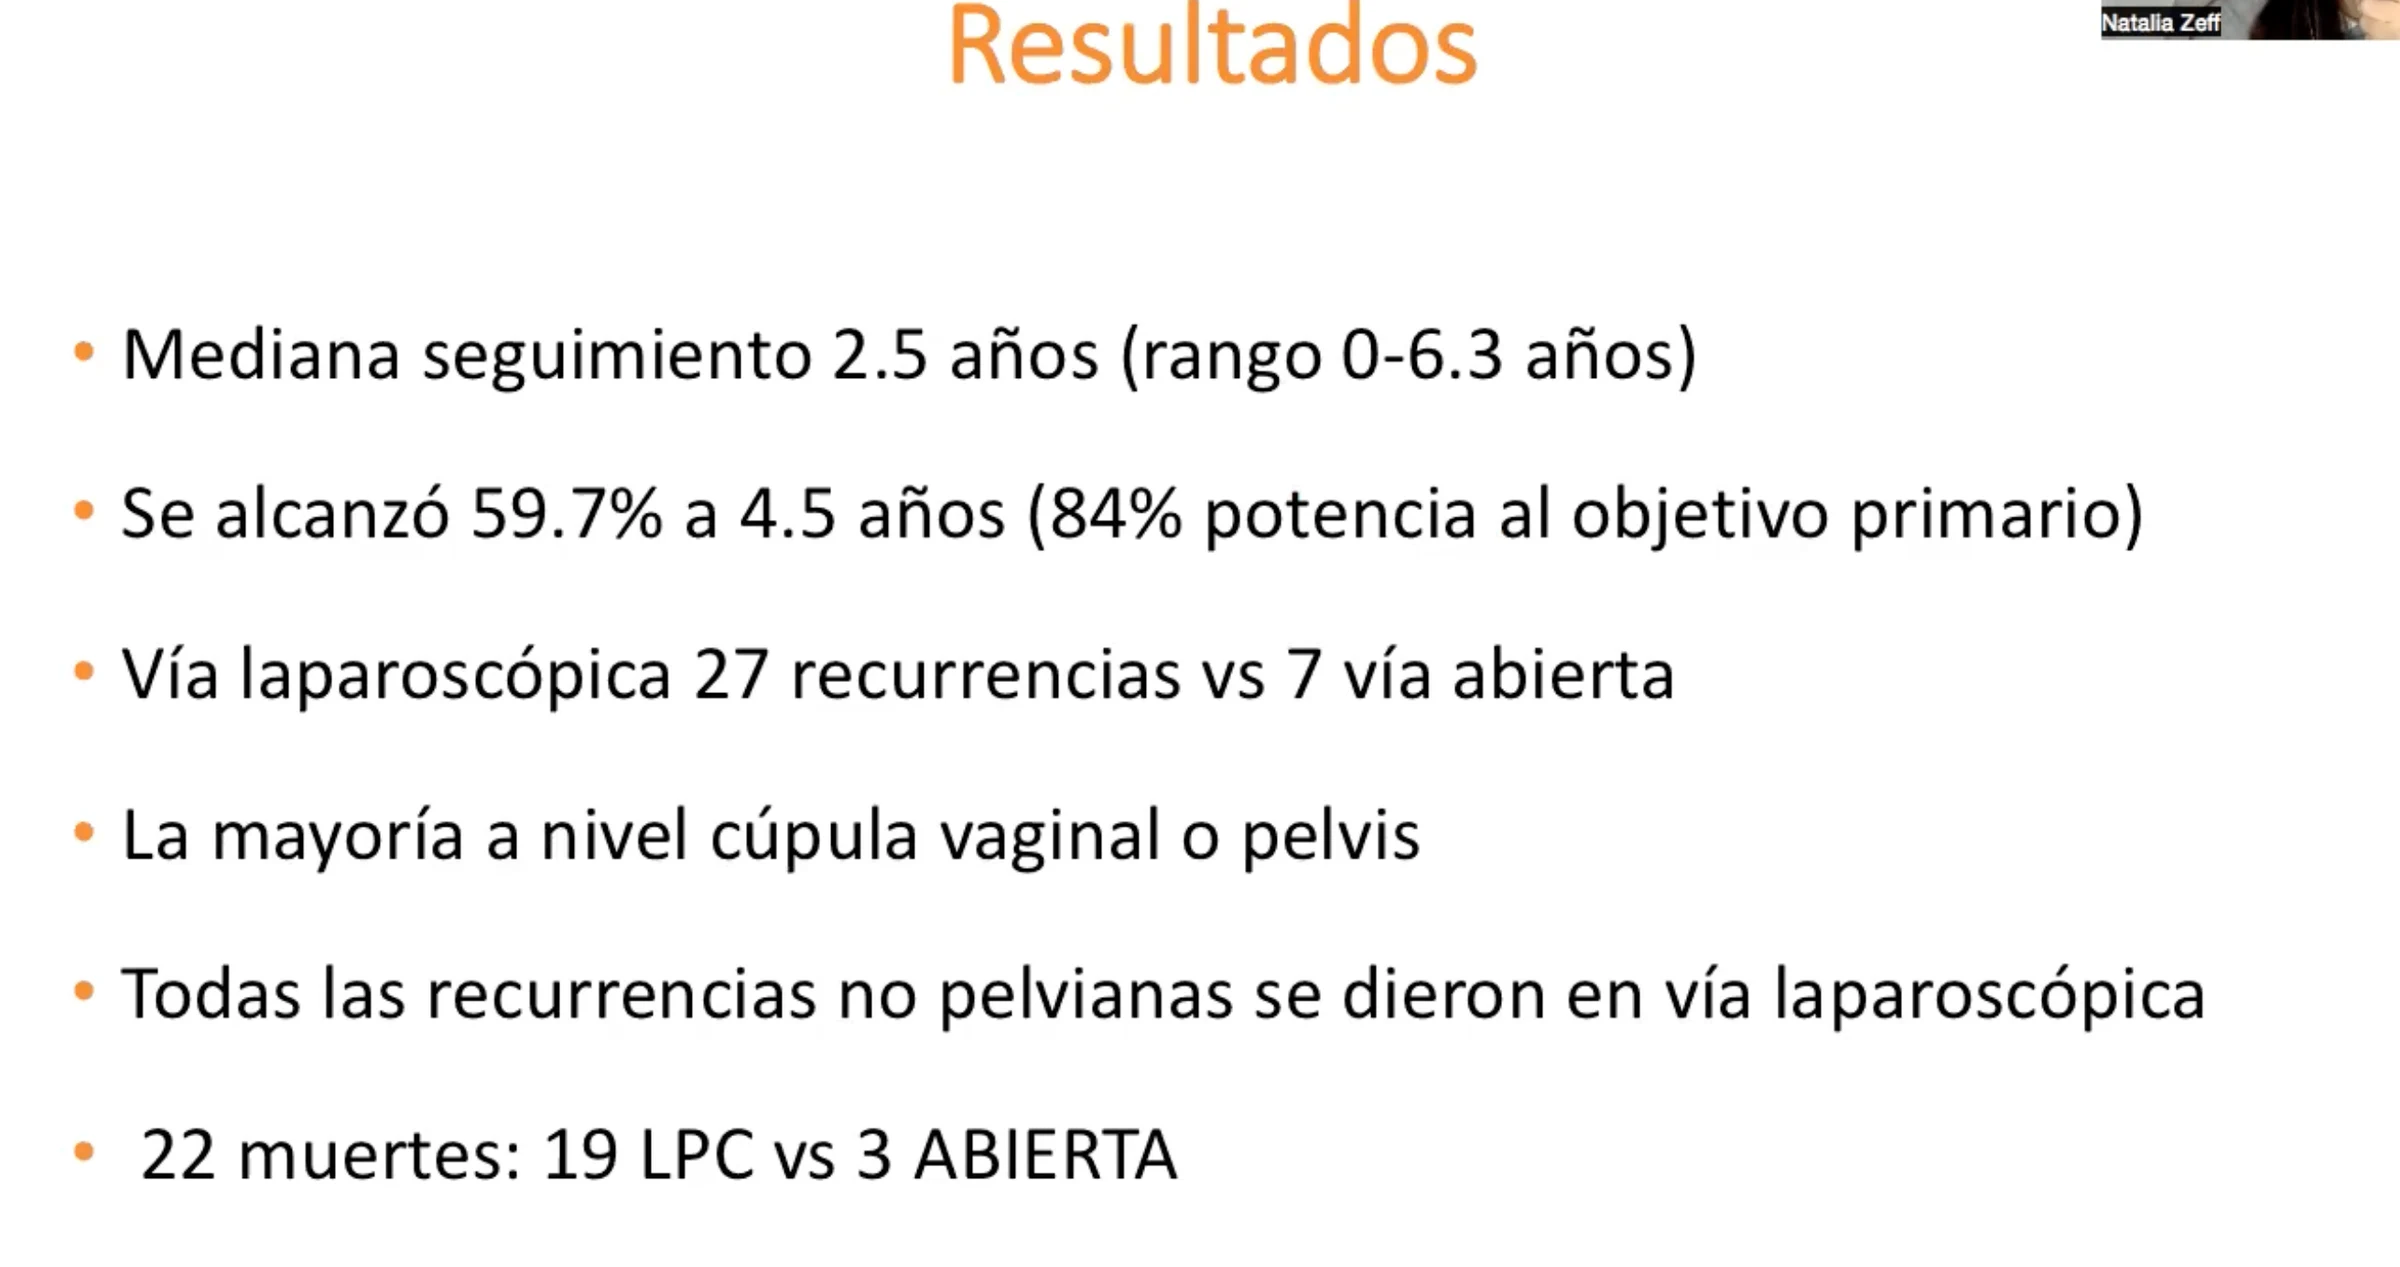 Resultados
Natalia Zeff
• Mediana seguimiento 2.5 años (rango 0-6.3 años)
• Se alcanzó 59.7% a 4.5 años (84% potencia al objetivo primario)
• Vía laparoscópica 27 recurrencias vs 7 vía abierta
• La mayoría a nivel cúpula vaginal o pelvis
• Todas las recurrencias no pelvianas se dieron en vía laparoscópica
• 22 muertes: 19 LPC vs 3 ABIERTA